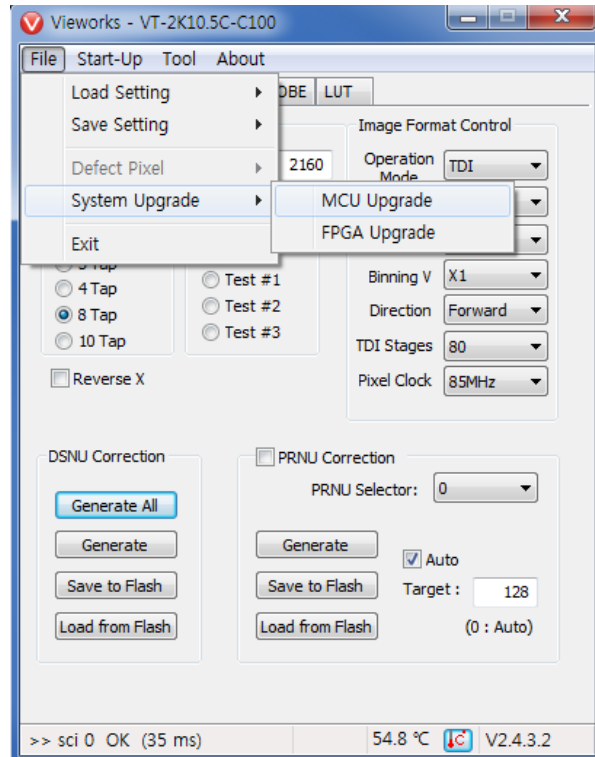 Vieworks - VT-2K10.5C-C100
File Start-Up Tool About
Load Setting
Save Setting
Defect Pixel
System Upgrade
Exit
MCU Upgrade
FPGA Upgrade
LUT
2160
Image Format Control
Operation
TDI
4 Tap
8 Tap
10 Tap
Reverse X
Test #1
Test #2
Test #3
Binning V X1
Direction Forward
TDI Stages 80
Pixel Clock 85MHz
DSNU Correction
Generate All
Generate
Save to Flash
Load from Flash
PRNU Correction
PRNU Selector: 0
Generate
Save to Flash
Load from Flash
Auto
Target : 128
(0 : Auto)
>> sci 0 OK (35 ms) 54.8 ℃ V2.4.3.2